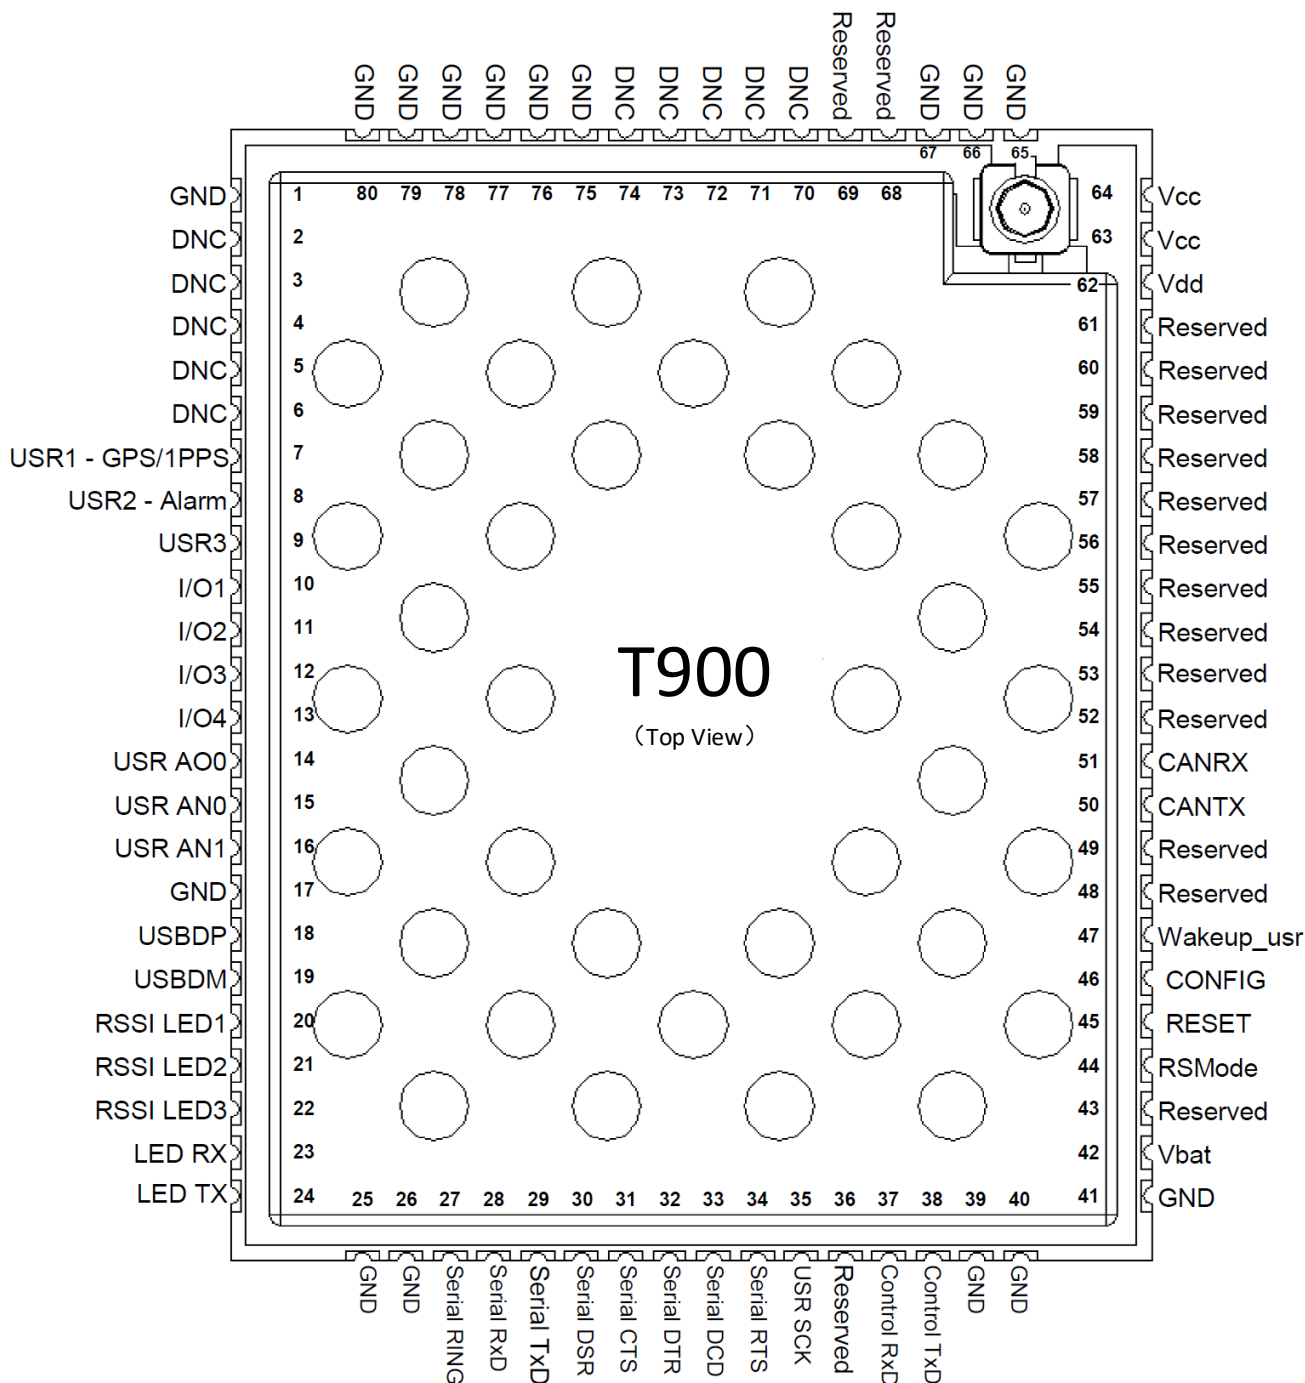 Reserved
Reserved
GND GND GND GND GND GND DNC DNC DNC DNC DNC GND GND GND
67 66 65
GND 1 80 79 78 77 76 75 74 73 72 71 70 69 68 64 Vcc
DNC 2 63 Vcc
DNC 3 62 Vdd
DNC 4 61 Reserved
DNC 5 60 Reserved
DNC 6 59 Reserved
USR1 - GPS/1PPS 7 58 Reserved
USR2 - Alarm 8 57 Reserved
USR3 9 56 Reserved
I/O1 10 55 Reserved
I/O2 11 54 Reserved
T900
I/O3 12 53 Reserved
I/O4 13 52 Reserved
（Top View）
USR AO0 14 51 CANRX
USR AN0 15 50 CANTX
USR AN1 16 49 Reserved
GND 17 48 Reserved
USBDP 18 47 Wakeup_usr
USBDM 19 46 CONFIG
RSSI LED1 20 45 RESET
RSSI LED2 21 44 RSMode
RSSI LED3 22 43 Reserved
LED RX 23 42 Vbat
LED TX 24 25 26 27 28 29 30 31 32 33 34 35 36 37 38 39 40 41 GND
GND
GND
Serial RING
Serial RxD
Serial TxD
Serial DSR
Serial CTS
Serial DTR
Serial DCD
Serial RTS
USR SCK
Reserved
Control RxD
Control TxD
GND
GND